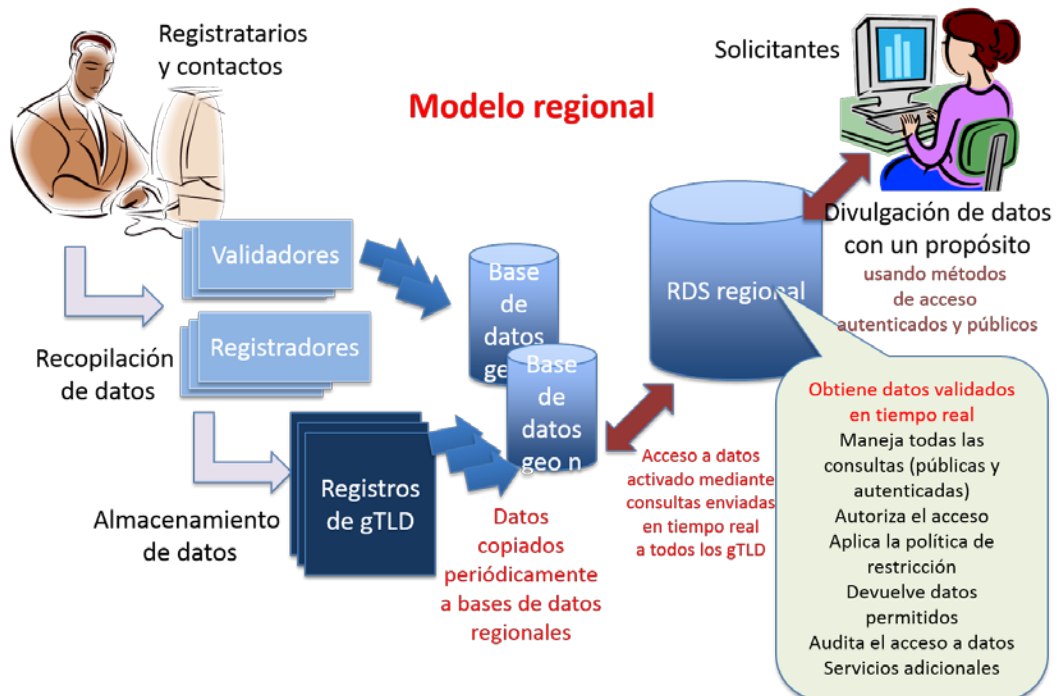 Registratarios
y contactos
Solicitantes
Modelo regional
Validadores
Registradores
Recopilación
de datos
Base
de
datos
ge
Base
de
datos
geo n
RDS regional
Divulgación de datos
con un propósito
usando métodos
de acceso
autenticados y públicos
Registros
de gTLD
Almacenamiento
de datos
Datos
copiados
periódicamente
a bases de datos
regionales
Acceso a datos
activado mediante
consultas enviadas
en tiempo real
a todos los gTLD
Obtiene datos validados
en tiempo real
Maneja todas las
consultas (públicas y
autenticadas)
Autoriza el acceso
Aplica la política de
restricción
Devuelve datos
permitidos
Audita el acceso a datos
Servicios adicionales